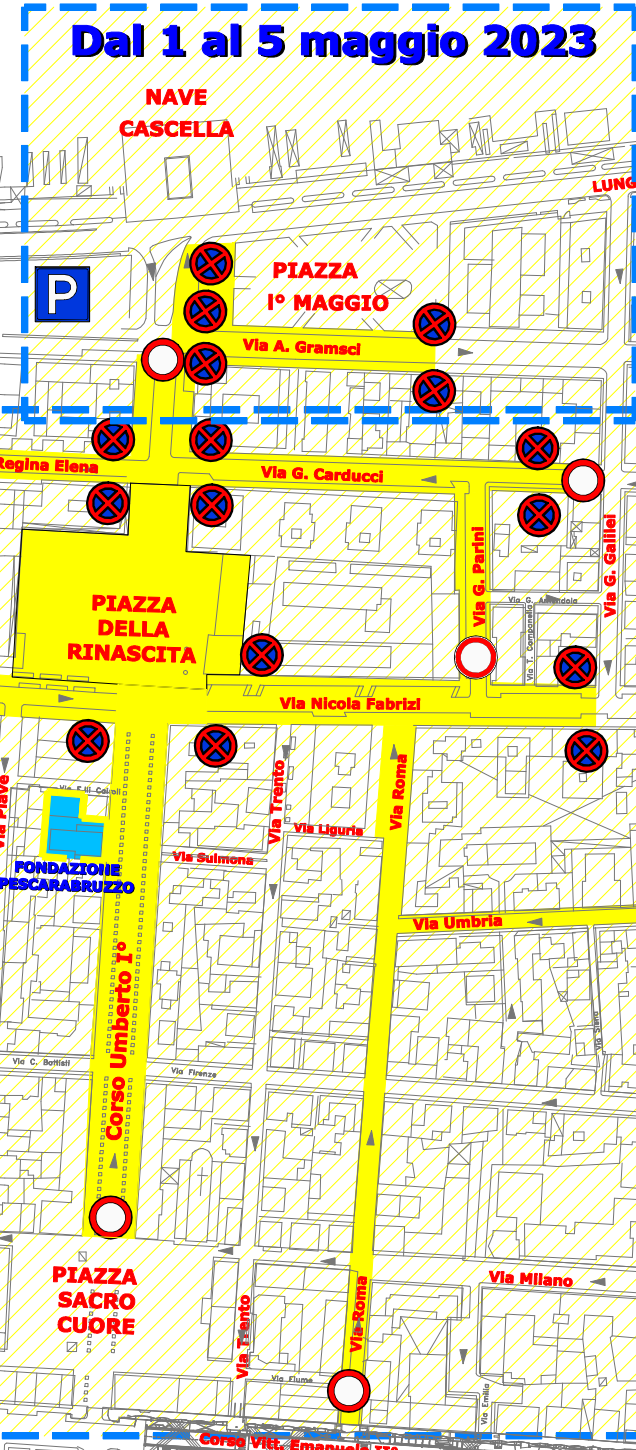 Dal 1 al 5 maggio 2023
NAVE
CASCELLA
LUNG
P
PIAZZA
I° MAGGIO
Via A. Gramsci
Regina Elena
Via G. Carducci
Via G. Parini
Via G. Galilei
Via G. Amendola
Via T. Campanella
PIAZZA
DELLA
RINASCITA
Via Nicola Fabrizi
Via Piave
Via F.lli Cairoli
Via Trento
Via Roma
Via Liguria
Via Sulmona
FONDAZIONE
PESCARABRUZZO
Via Umbria
Corso Umberto I°
Via Siena
Via C. Battisti
Via Firenze
PIAZZA
SACRO
CUORE
Via Milano
Via Trento
Via Roma
Via Fiume
Via Emilia
Corso Vitt. Emanuele II°